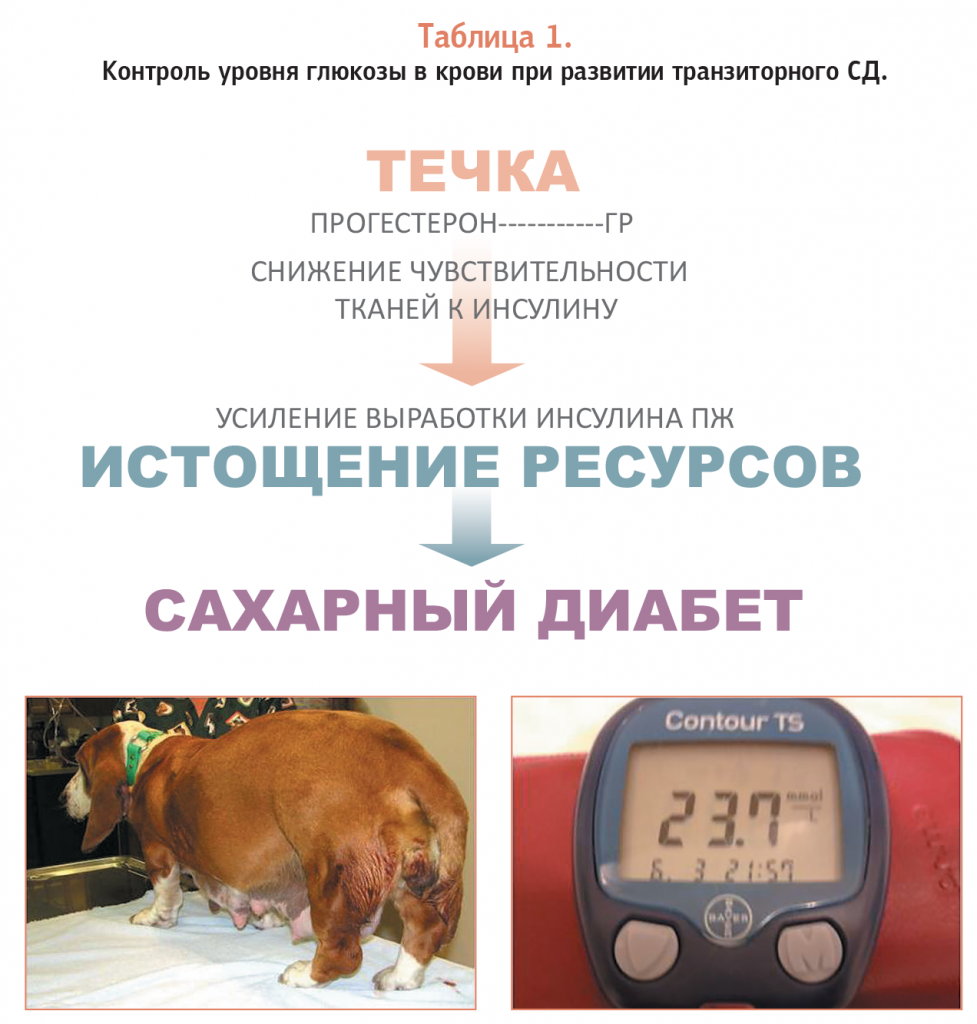 Таблица 1.
Контроль уровня глюкозы в крови при развитии транзиторного СД.
ТЕЧКА
ПРОГЕСТЕРОН-----------ГР
СНИЖЕНИЕ ЧУВСТВИТЕЛЬНОСТИ
ТКАНЕЙ К ИНСУЛИНУ
УСИЛЕНИЕ ВЫРАБОТКИ ИНСУЛИНА ПЖ
ИСТОЩЕНИЕ РЕСУРСОВ
САХАРНЫЙ ДИАБЕТ
Contour TS
23.7 mmol
L
6. 3 21:57
BAYER
M